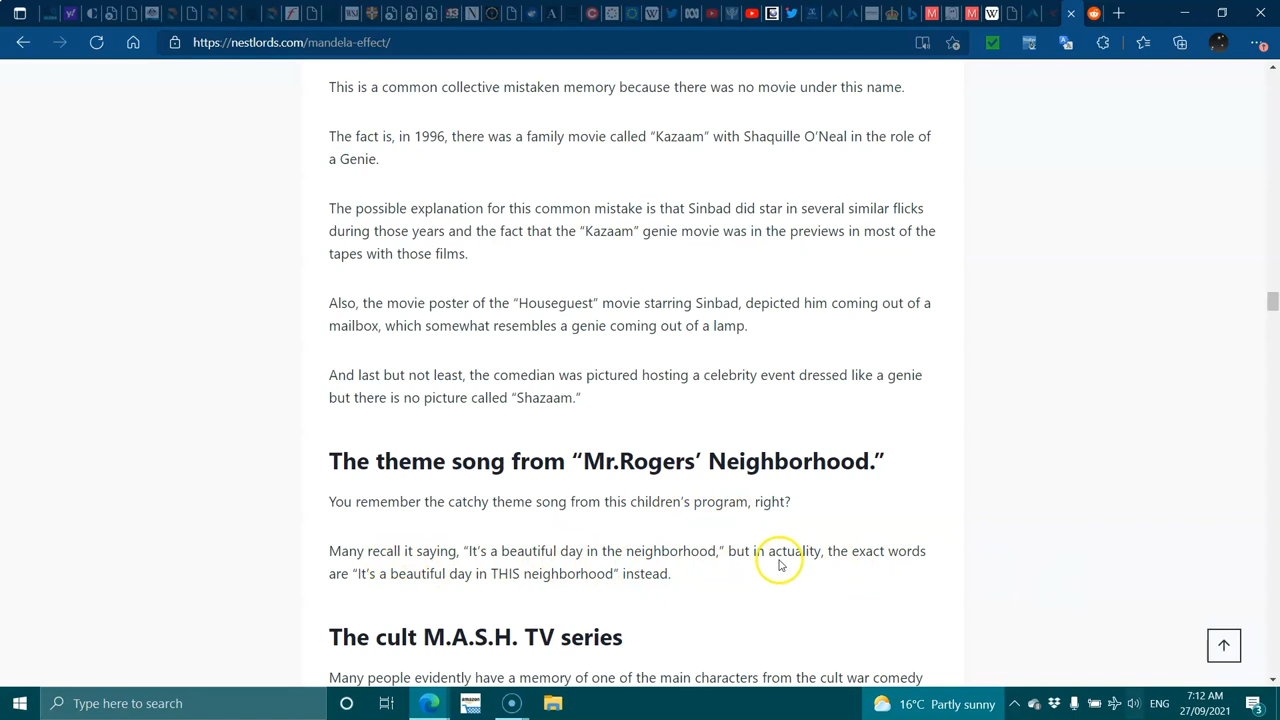 https://nestlords.com/mandela-effect/
This is a common collective mistaken memory because there was no movie under this name.
The fact is, in 1996, there was a family movie called “Kazaam” with Shaquille O’Neal in the role of
a Genie.
The possible explanation for this common mistake is that Sinbad did star in several similar flicks
during those years and the fact that the “Kazaam” genie movie was in the previews in most of the
tapes with those films.
Also, the movie poster of the “Houseguest” movie starring Sinbad, depicted him coming out of a
mailbox, which somewhat resembles a genie coming out of a lamp.
And last but not least, the comedian was pictured hosting a celebrity event dressed like a genie
but there is no picture called “Shazaam.”
The theme song from “Mr.Rogers’ Neighborhood.”
You remember the catchy theme song from this children’s program, right?
Many recall it saying, “It’s a beautiful day in the neighborhood,” but in actuality, the exact words
are “It’s a beautiful day in THIS neighborhood” instead.
The cult M.A.S.H. TV series
Many people evidently have a memory of one of the main characters from the cult war comedy
Type here to search
16°C Partly sunny
ENG
7:12 AM
27/09/2021
3